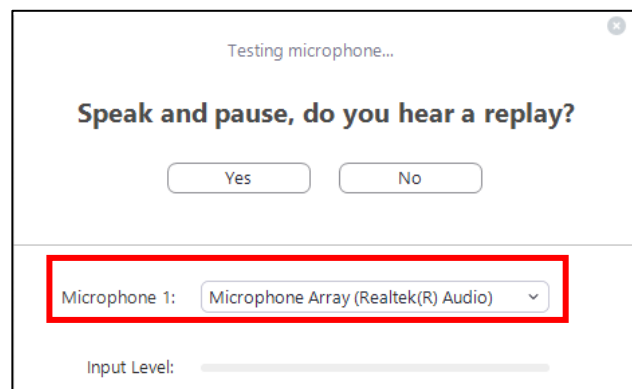 Testing microphone...
Speak and pause, do you hear a replay?
Yes No
Microphone 1: Microphone Array (Realtek(R) Audio)
Input Level: